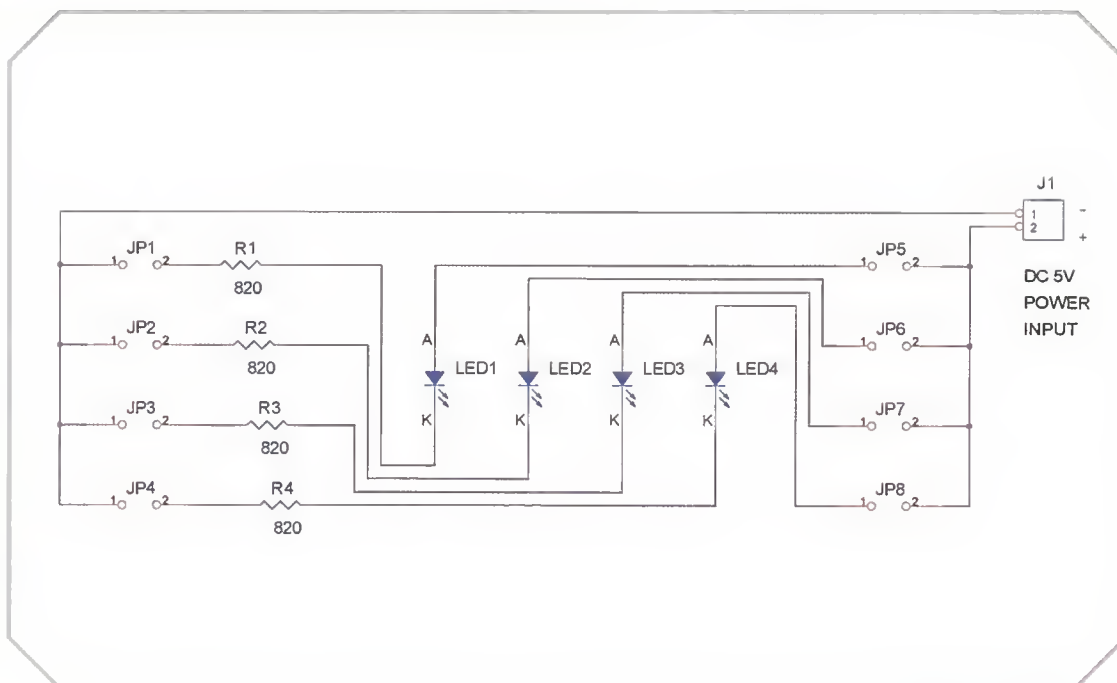 J1
1 -
2 +
DC 5V
POWER
INPUT
JP1
1 2
R1
820
JP2
1 2
R2
820
JP3
1 2
R3
820
JP4
1 2
R4
820
A
LED1
K
A
LED2
K
A
LED3
K
A
LED4
K
JP5
1 2
JP6
1 2
JP7
1 2
JP8
1 2